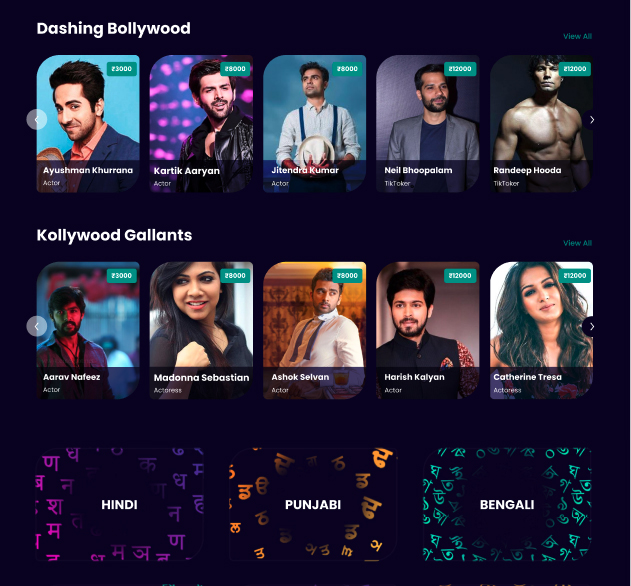 Dashing Bollywood
View All
₹3000
₹8000
₹8000
₹12000
₹12000
Ayushman Khurrana
Actor
Kartik Aaryan
Actor
Jitendra Kumar
Actor
Neil Bhoopalam
TikToker
Randeep Hooda
TikToker
Kollywood Gallants
View All
₹3000
₹8000
₹8000
₹12000
₹12000
Aarav Nafeez
Actor
Madonna Sebastian
Actoress
Ashok Selvan
Actor
Harish Kalyan
Actor
Catherine Tresa
Actoress
HINDI
PUNJABI
BENGALI